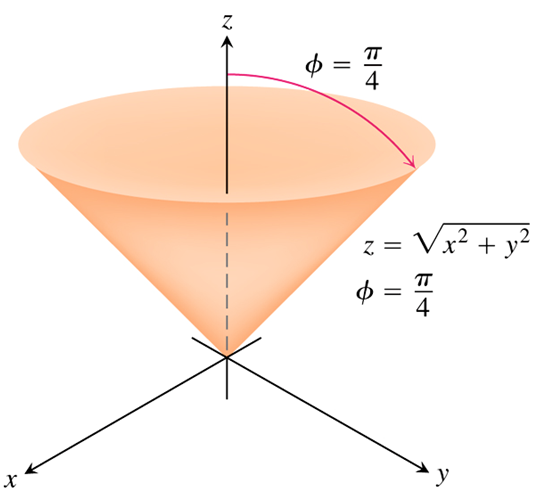 z
ϕ = π/4
z = √(x² + y²)
ϕ = π/4
x
y